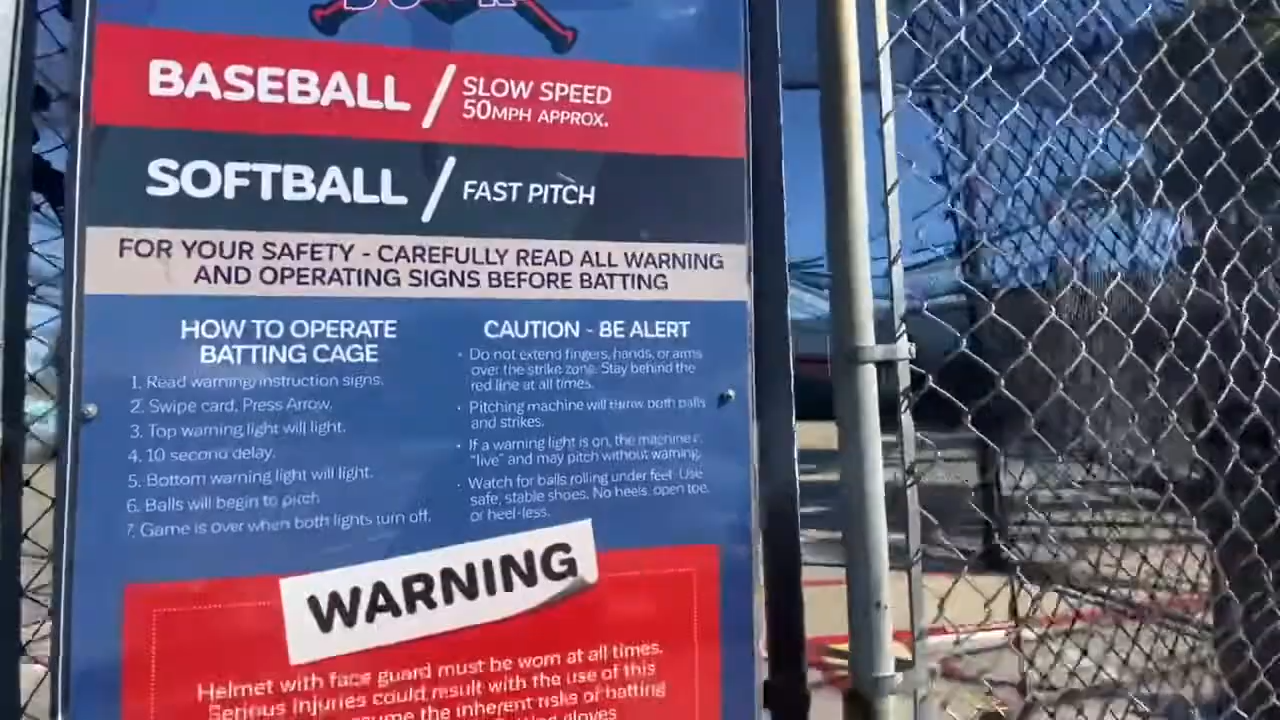 BASEBALL / SLOW SPEED
50MPH APPROX.
SOFTBALL / FAST PITCH
FOR YOUR SAFETY - CAREFULLY READ ALL WARNING
AND OPERATING SIGNS BEFORE BATTING
HOW TO OPERATE
BATTING CAGE
1. Read warning/instruction signs.
2. Swipe card, Press Arrow.
3. Top warning light will light.
4. 10 second delay.
5. Bottom warning light will light.
6. Balls will begin to pitch
7. Game is over when both lights turn off.
CAUTION - BE ALERT
• Do not extend fingers, hands, or arms
over the strike zone. Stay behind the
red line at all times.
• Pitching machine will throw both balls
and strikes.
• If a warning light is on, the machine is
"live" and may pitch without warning.
• Watch for balls rolling under feet. Use
safe, stable shoes. No heels, open toe,
or heel-less.
WARNING
Helmet with face guard must be worn at all times.
Serious injuries could result with the use of this
the inherent risks of batting
gloves